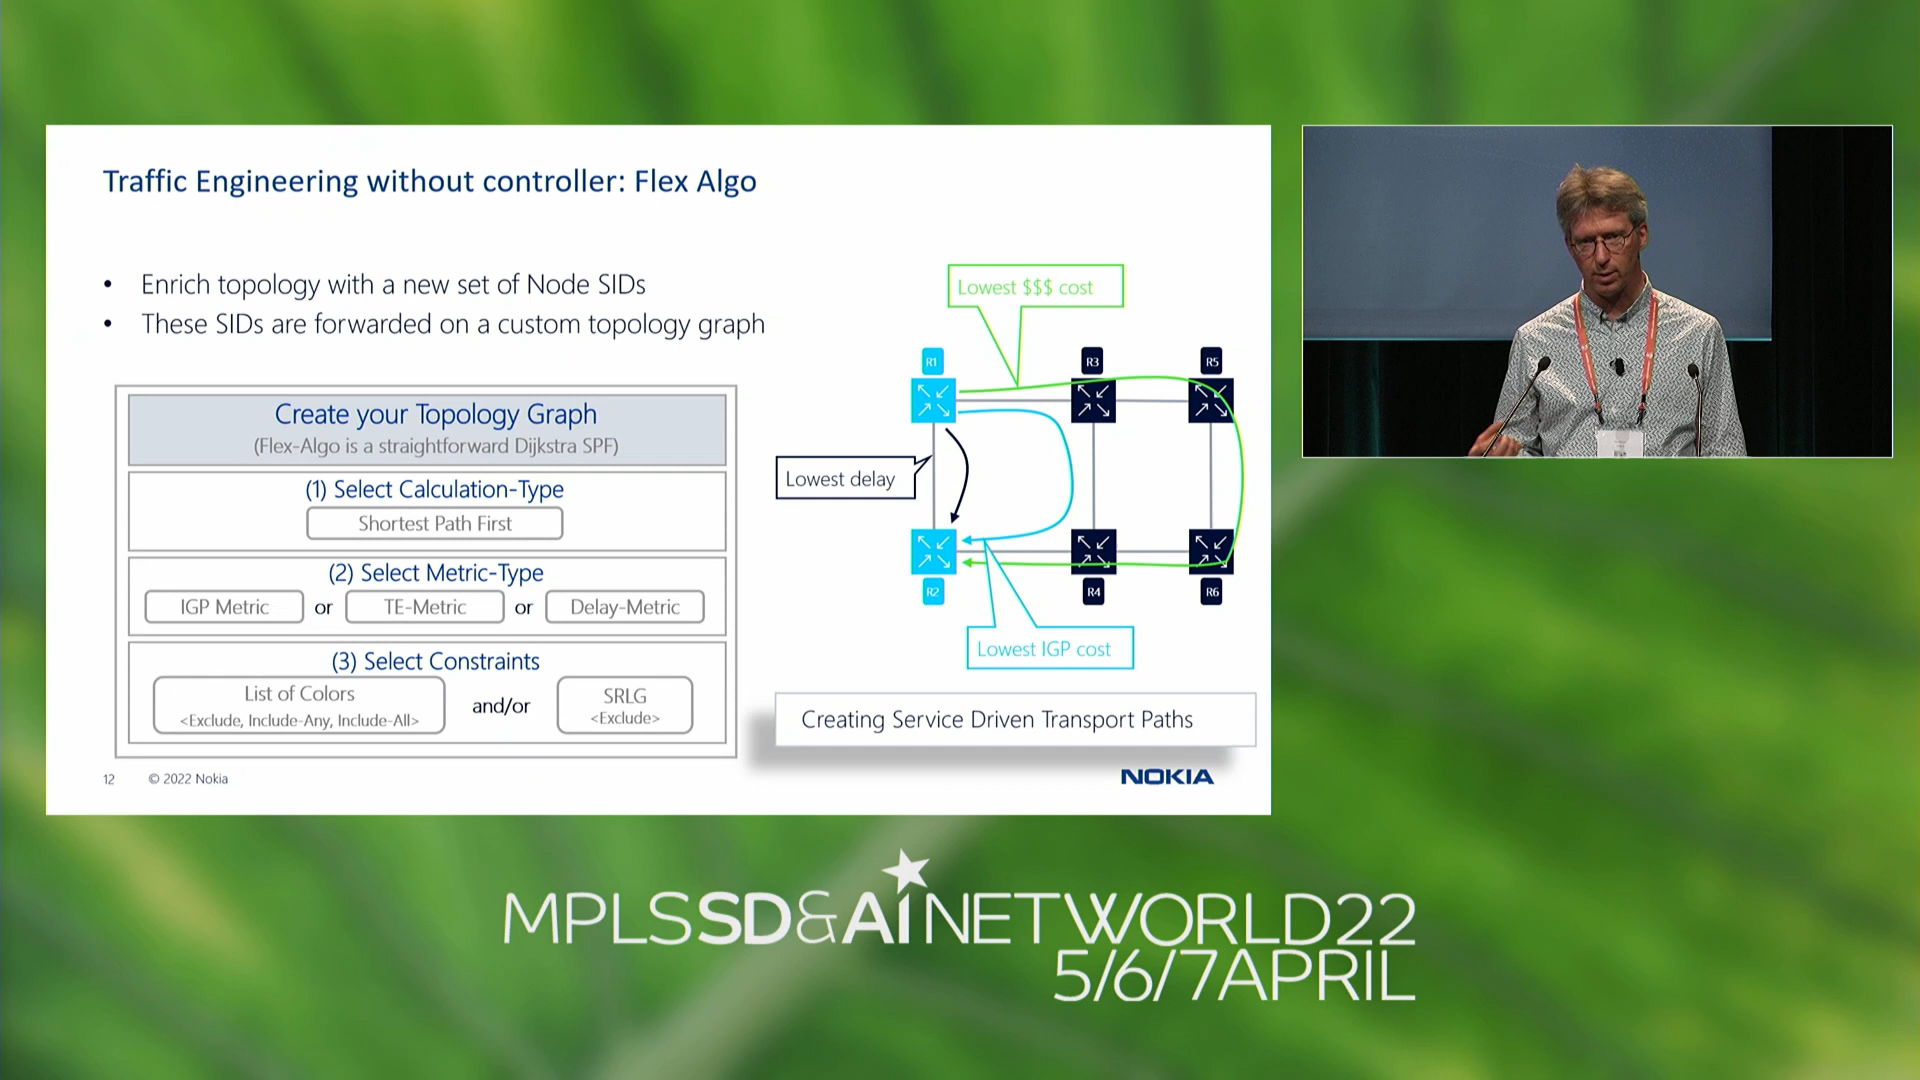 Traffic Engineering without controller: Flex Algo
• Enrich topology with a new set of Node SIDs
• These SIDs are forwarded on a custom topology graph
Create your Topology Graph
(Flex-Algo is a straightforward Dijkstra SPF)
(1) Select Calculation-Type
Shortest Path First
(2) Select Metric-Type
IGP Metric or TE-Metric or Delay-Metric
(3) Select Constraints
List of Colors
<Exclude, Include-Any, Include-All>
and/or
SRLG
<Exclude>
Lowest $$$ cost
R1 R3 R5
Lowest delay
R2 R4 R6
Lowest IGP cost
Creating Service Driven Transport Paths
12 © 2022 Nokia
NOKIA
MPLSSD&AINETWORLD22
5/6/7APRIL